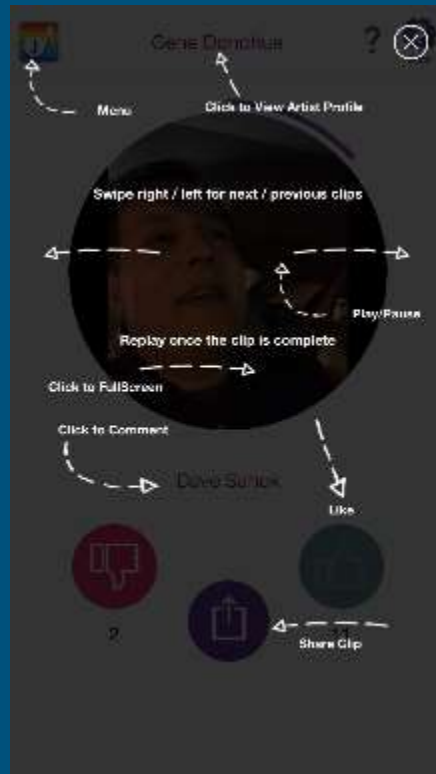 Gene Donohue
?
Menu
Click to View Artist Profile
Swipe right / left for next / previous clips
Play/Pause
Replay once the clip is complete
Click to FullScreen
Click to Comment
Dave
Like
2
Share Clip